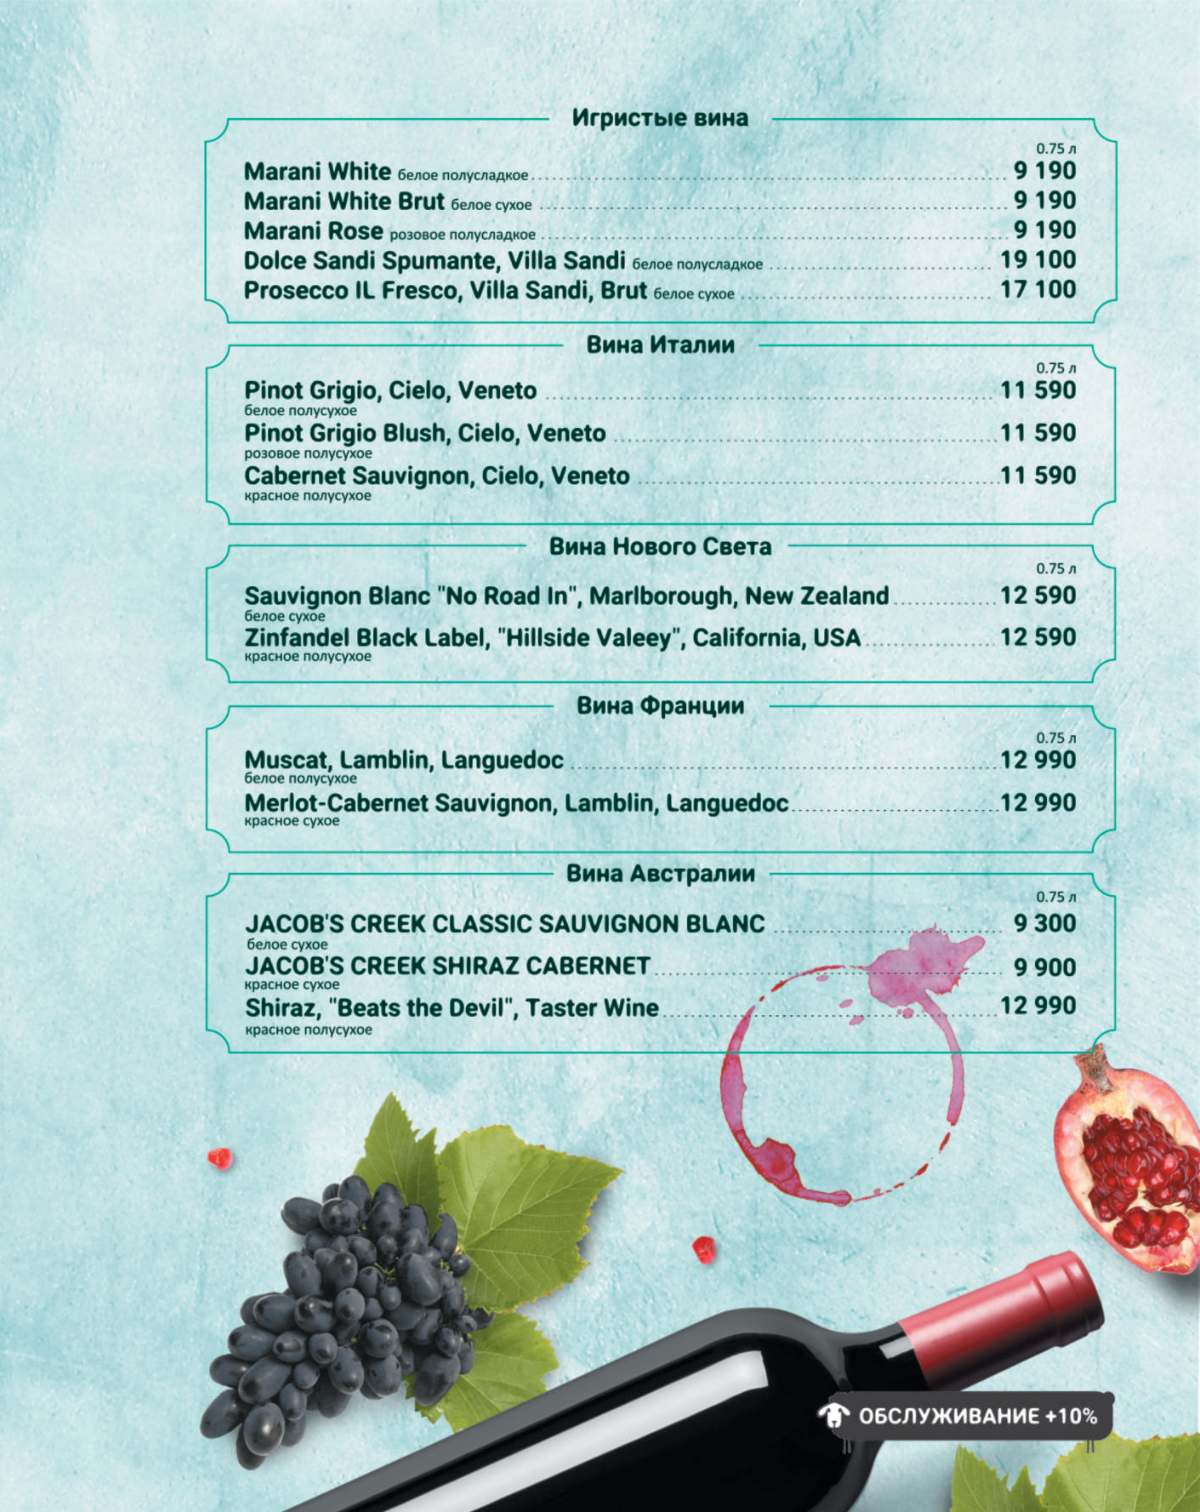 Игристые вина
0.75 л
Marani White белое полусладкое 9 190
Marani White Brut белое сухое 9 190
Marani Rose розовое полусладкое 9 190
Dolce Sandi Spumante, Villa Sandi белое полусладкое 19 100
Prosecco IL Fresco, Villa Sandi, Brut белое сухое 17 100
Вина Италии
0.75 л
Pinot Grigio, Cielo, Veneto 11 590
белое полусухое
Pinot Grigio Blush, Cielo, Veneto 11 590
розовое полусухое
Cabernet Sauvignon, Cielo, Veneto 11 590
красное полусухое
Вина Нового Света
0.75 л
Sauvignon Blanc "No Road In", Marlborough, New Zealand 12 590
белое сухое
Zinfandel Black Label, "Hillside Valeey", California, USA 12 590
красное полусухое
Вина Франции
0.75 л
Muscat, Lamblin, Languedoc 12 990
белое полусухое
Merlot-Cabernet Sauvignon, Lamblin, Languedoc 12 990
красное сухое
Вина Австралии
0.75 л
JACOB'S CREEK CLASSIC SAUVIGNON BLANC 9 300
белое сухое
JACOB'S CREEK SHIRAZ CABERNET 9 900
красное сухое
Shiraz, "Beats the Devil", Taster Wine 12 990
красное полусухое
ОБСЛУЖИВАНИЕ +10%